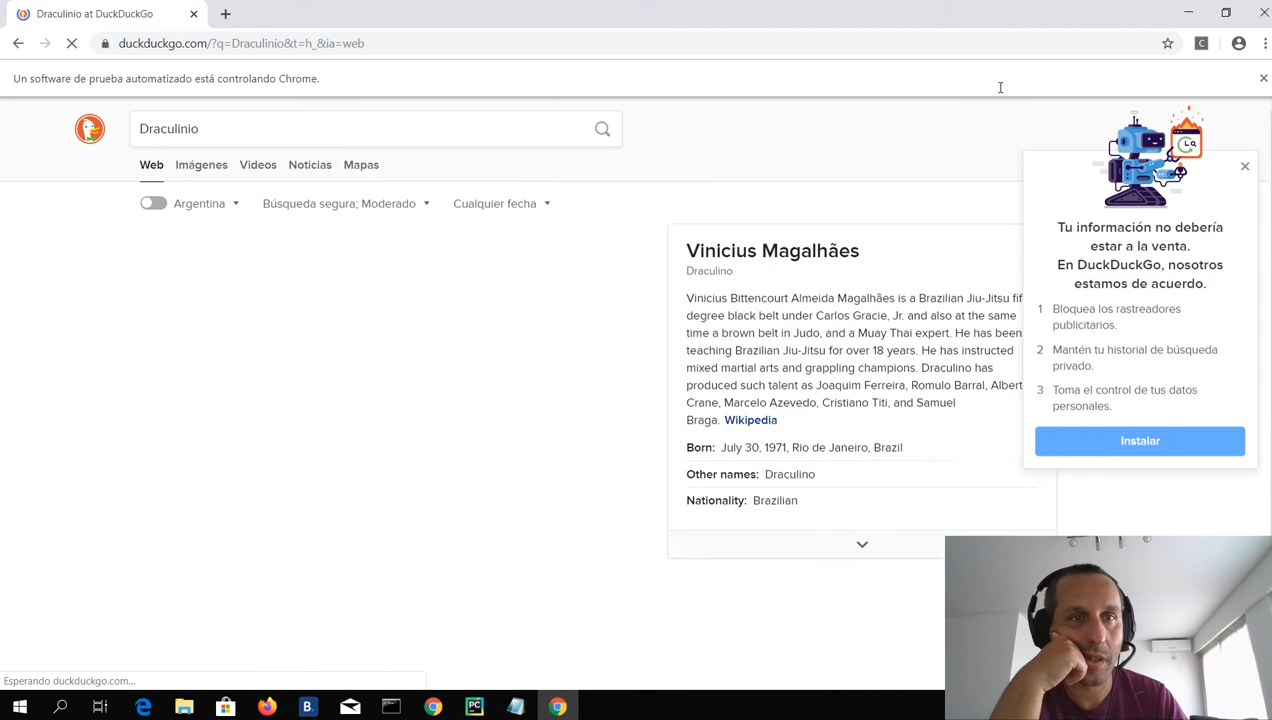 Draculinio at DuckDuckGo
duckduckgo.com/?q=Draculinio&t=h_&ia=web
Un software de prueba automatizado está controlando Chrome.
Draculinio
Web Imágenes Videos Noticias Mapas
Argentina Búsqueda segura; Moderado Cualquier fecha
Vinicius Magalhães
Draculino
Vinicius Bittencourt Almeida Magalhães is a Brazilian Jiu-Jitsu fif
degree black belt under Carlos Gracie, Jr. and also at the same
time a brown belt in Judo, and a Muay Thai expert. He has been
teaching Brazilian Jiu-Jitsu for over 18 years. He has instructed
mixed martial arts and grappling champions. Draculino has
produced such talent as Joaquim Ferreira, Romulo Barral, Albert
Crane, Marcelo Azevedo, Cristiano Titi, and Samuel
Braga. Wikipedia
Born: July 30, 1971, Rio de Janeiro, Brazil
Other names: Draculino
Nationality: Brazilian
Tu información no debería
estar a la venta.
En DuckDuckGo, nosotros
estamos de acuerdo.
1 Bloquea los rastreadores
publicitarios.
2 Mantén tu historial de búsqueda
privado.
3 Toma el control de tus datos
personales.
Instalar
Esperando duckduckgo.com...
C
B.
PC